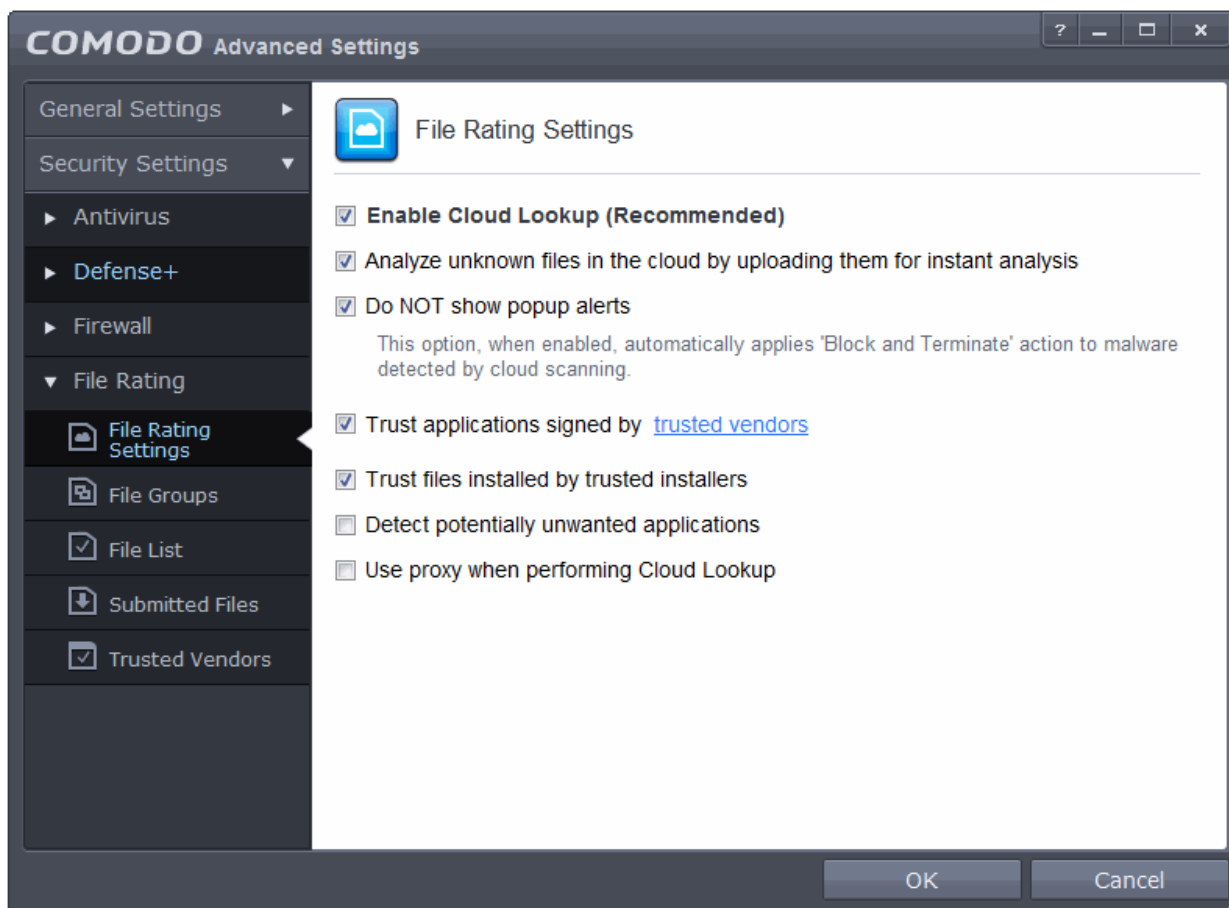 COMODO Advanced Settings
?
General Settings
Security Settings
Antivirus
Defense+
Firewall
File Rating
File Rating
Settings
File Groups
File List
Submitted Files
Trusted Vendors
File Rating Settings
Enable Cloud Lookup (Recommended)
Analyze unknown files in the cloud by uploading them for instant analysis
Do NOT show popup alerts
This option, when enabled, automatically applies 'Block and Terminate' action to malware
detected by cloud scanning.
Trust applications signed by trusted vendors
Trust files installed by trusted installers
Detect potentially unwanted applications
Use proxy when performing Cloud Lookup
OK
Cancel